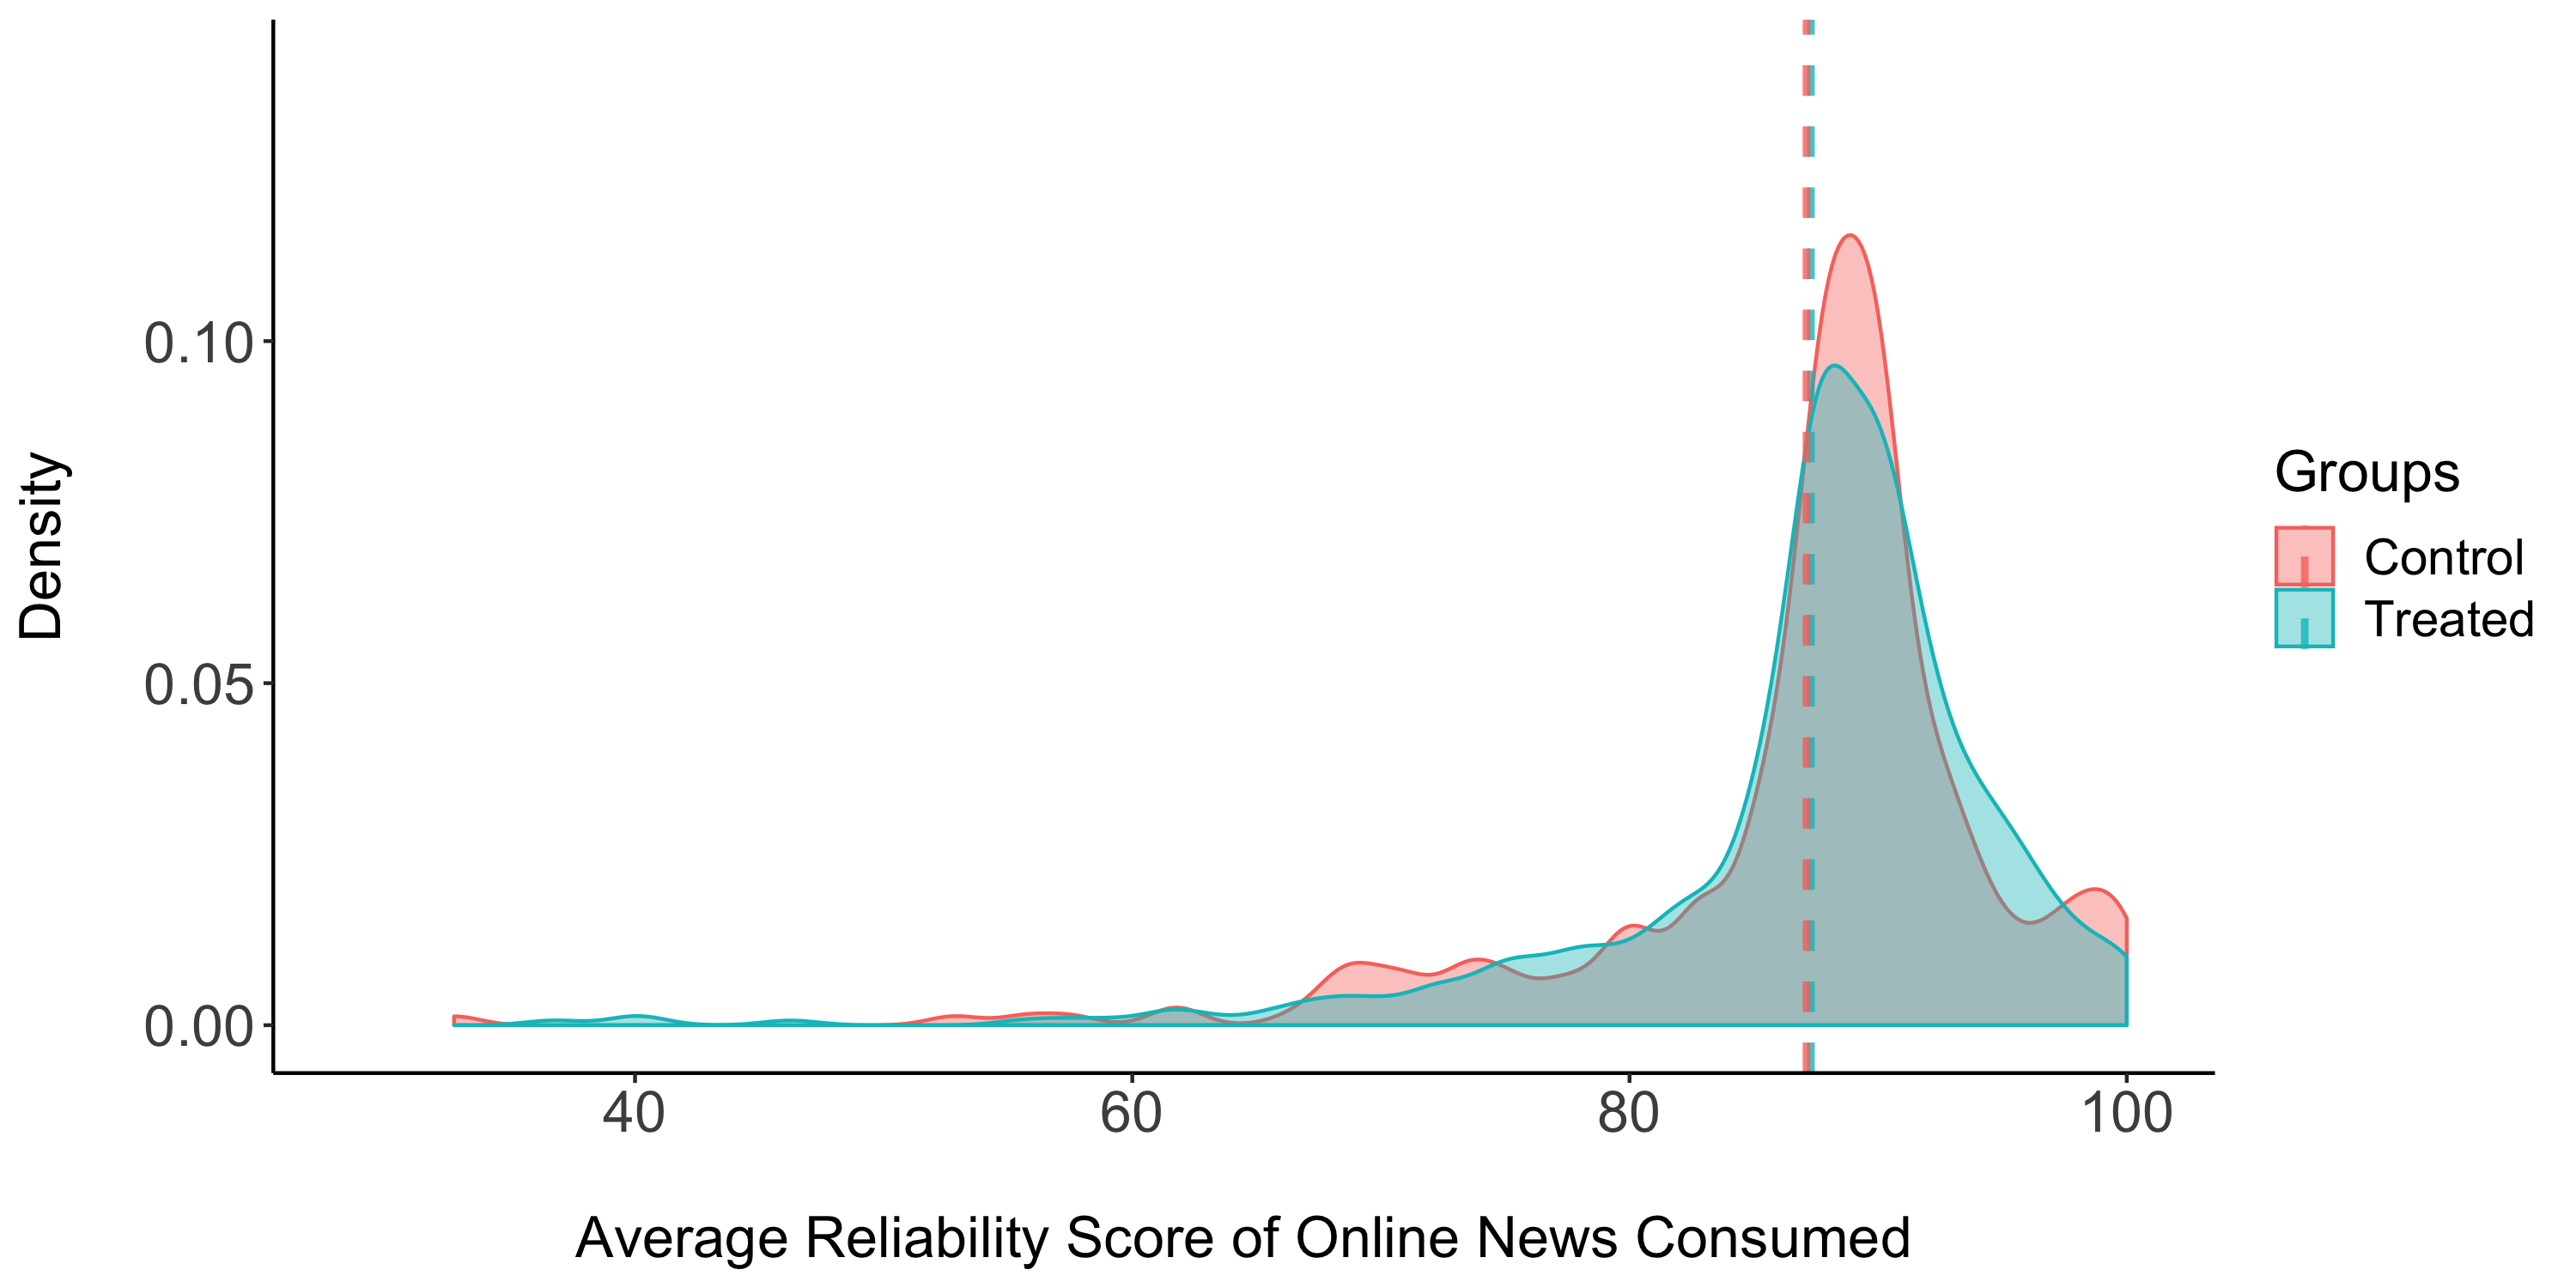 Density
0.10
0.05
0.00
40 60 80 100
Average Reliability Score of Online News Consumed
Groups
Control
Treated